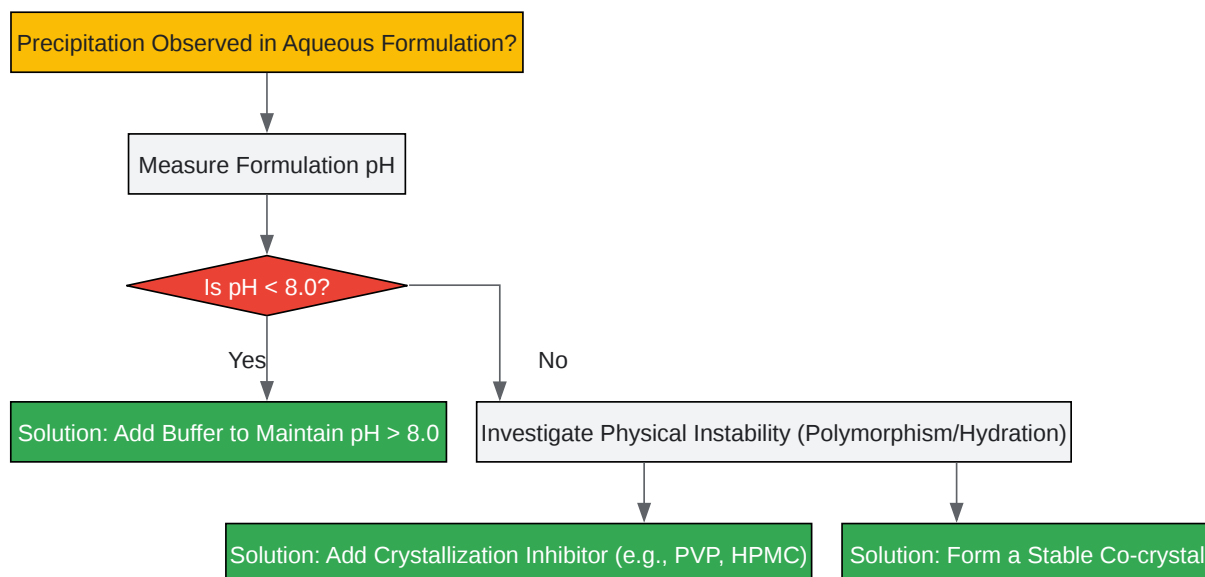 Precipitation Observed in Aqueous Formulation?
Measure Formulation pH
Is pH < 8.0?
Yes
No
Solution: Add Buffer to Maintain pH > 8.0
Investigate Physical Instability (Polymorphism/Hydration)
Solution: Add Crystallization Inhibitor (e.g., PVP, HPMC)
Solution: Form a Stable Co-crystal